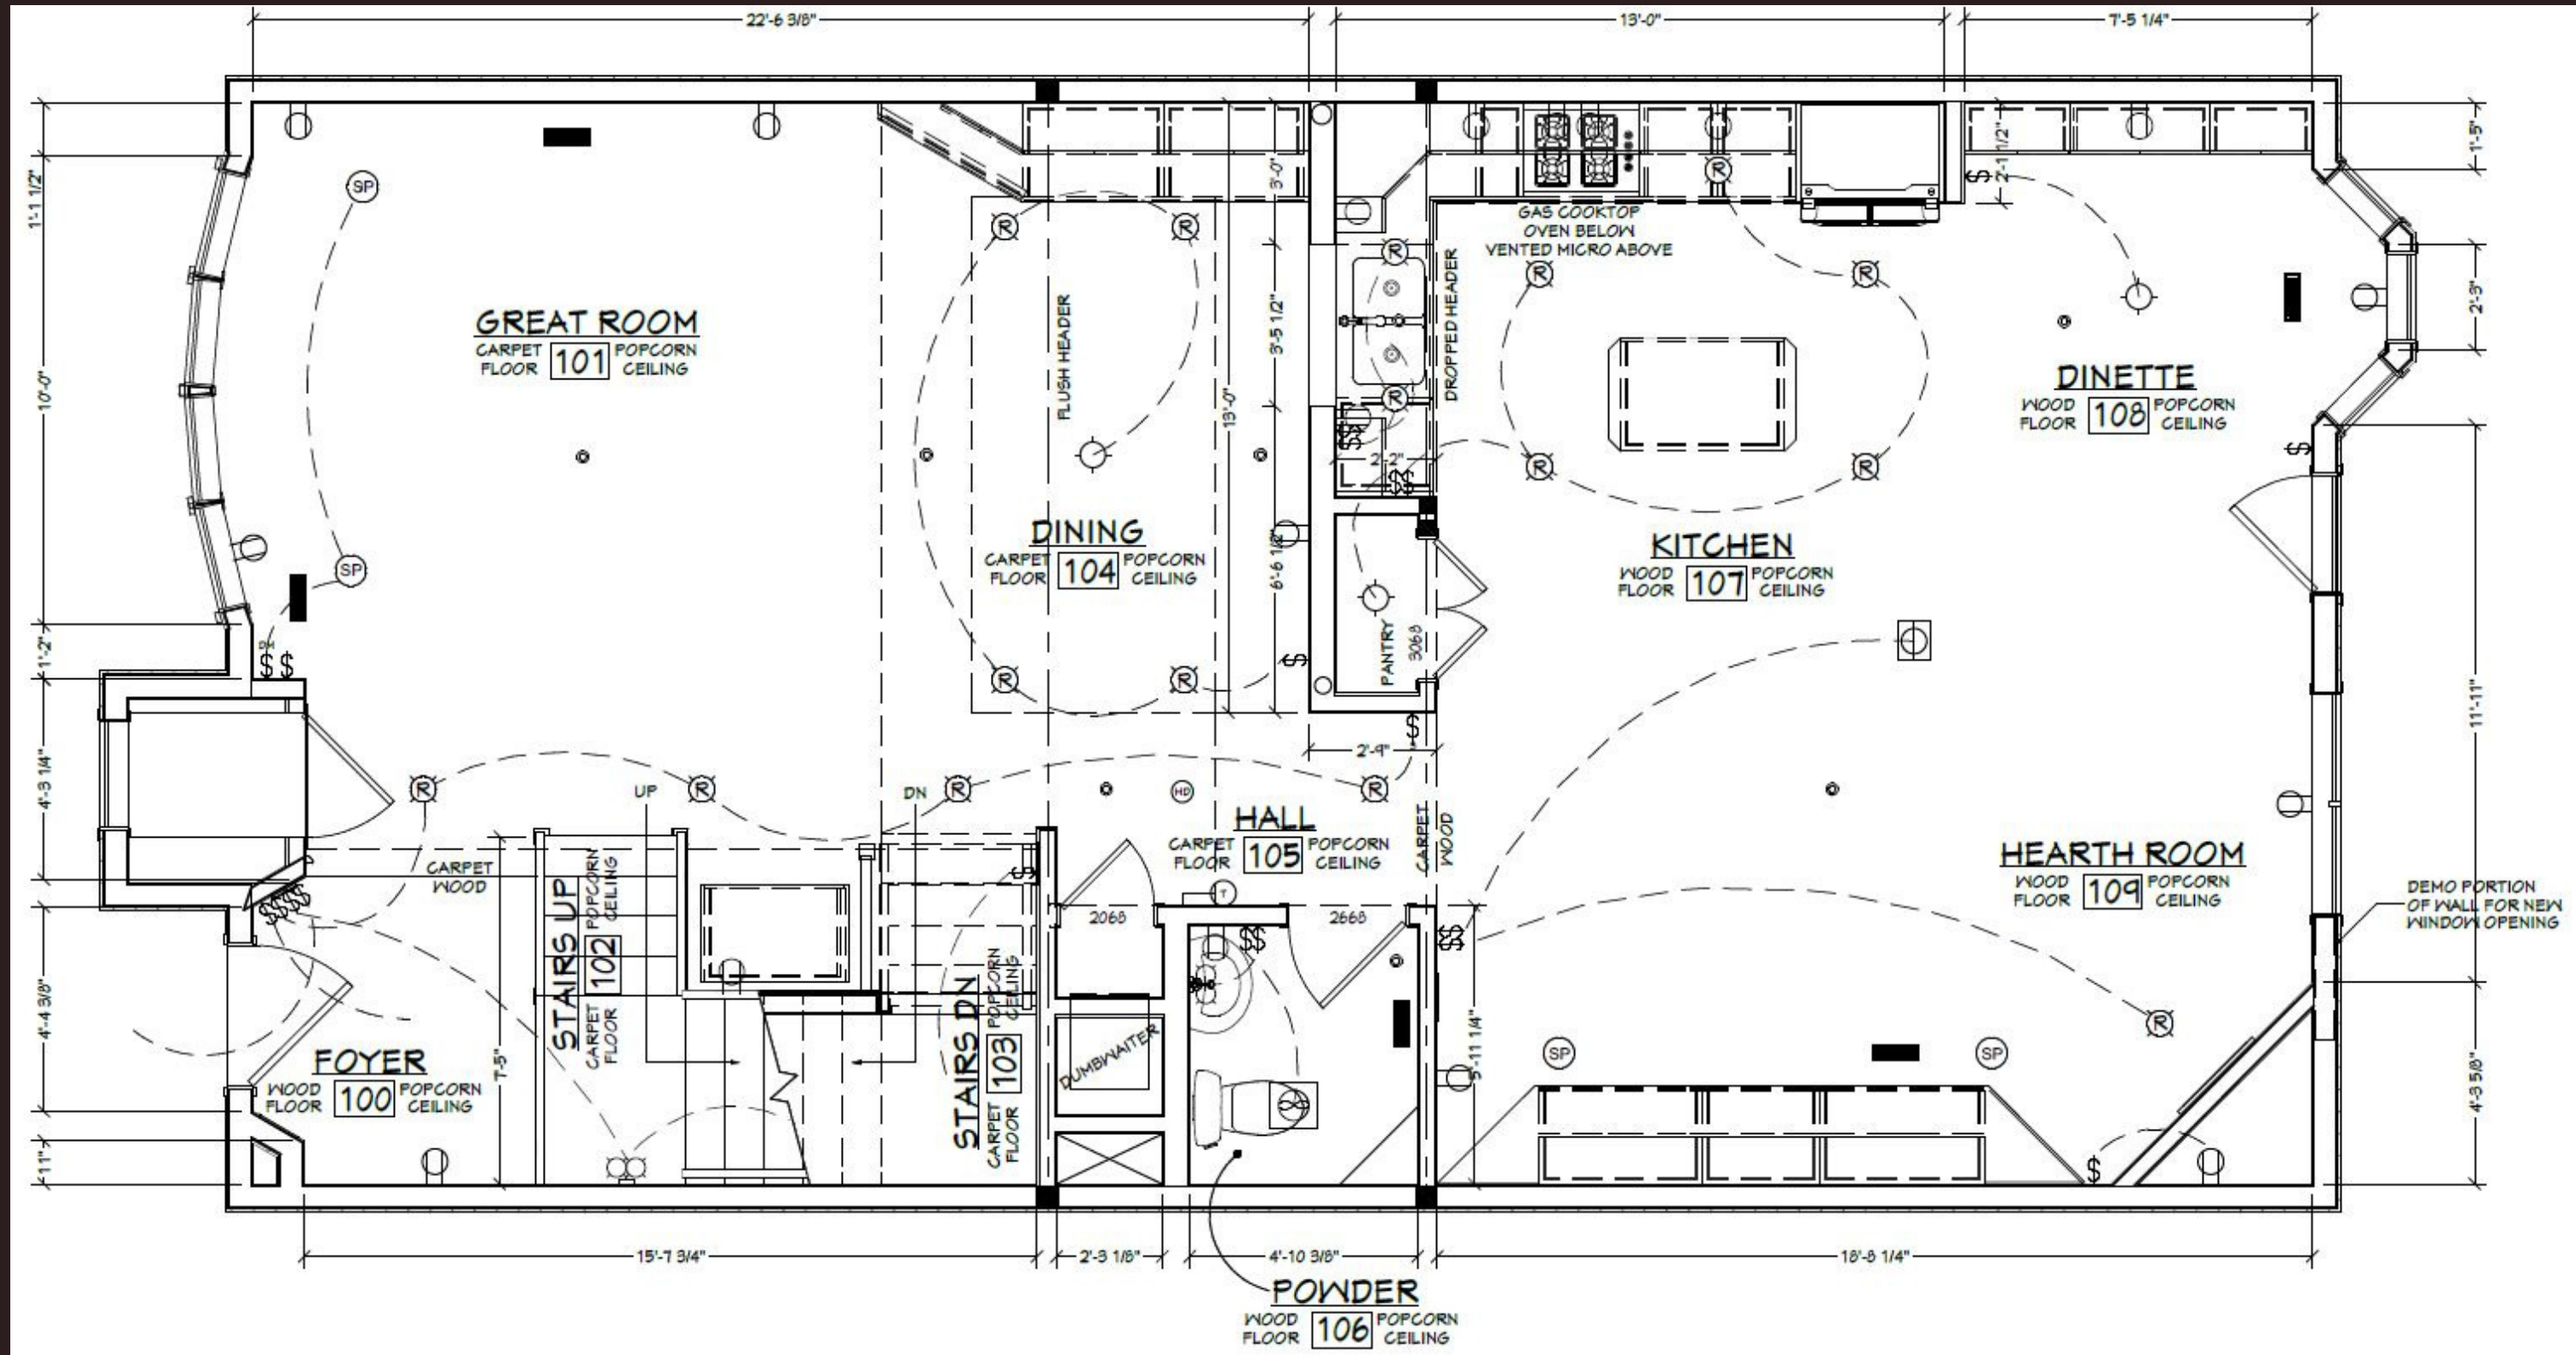 22'-6 3/8"
13'-0"
7'-5 1/4"
1'-1 1/2"
10'-0"
1'-2"
4'-3 1/4"
4'-4 3/8"
11"
SP
SP
GREAT ROOM
CARPET FLOOR 101 POPCORN CEILING
DM
$ $
R
R
FLUSH HEADER
R
R
DINING
CARPET FLOOR 104 POPCORN CEILING
3'-0"
3'-5 1/2"
13'-0"
6'-6 1/2"
$
2'-9"
R
R
DROPPED HEADER
2'-2"
$$
$$
PANTRY
3068
$
R
GAS COOKTOP
OVEN BELOW
VENTED MICRO ABOVE
R
R
R
R
KITCHEN
WOOD FLOOR 107 POPCORN CEILING
2'-1 1/2"
$
DINETTE
WOOD FLOOR 108 POPCORN CEILING
$
1'-5"
2'-3"
11'-11"
4'-3 5/8"
R
R
R
R
UP
DN
HD
HALL
CARPET FLOOR 105 POPCORN CEILING
CARPET
WOOD
CARPET
WOOD
$$$$
STAIRS UP
CARPET FLOOR 102 POPCORN CEILING
7'-5"
$
STAIRS DN
CARPET FLOOR 103 POPCORN CEILING
FOYER
WOOD FLOOR 100 POPCORN CEILING
2068
T
2668
$$
DUMBWAITER
$$
5'-11 1/4"
HEARTH ROOM
WOOD FLOOR 109 POPCORN CEILING
DEMO PORTION
OF WALL FOR NEW
WINDOW OPENING
R
SP
SP
$
15'-7 3/4"
2'-3 1/8"
4'-10 3/8"
18'-8 1/4"
POWDER
WOOD FLOOR 106 POPCORN CEILING